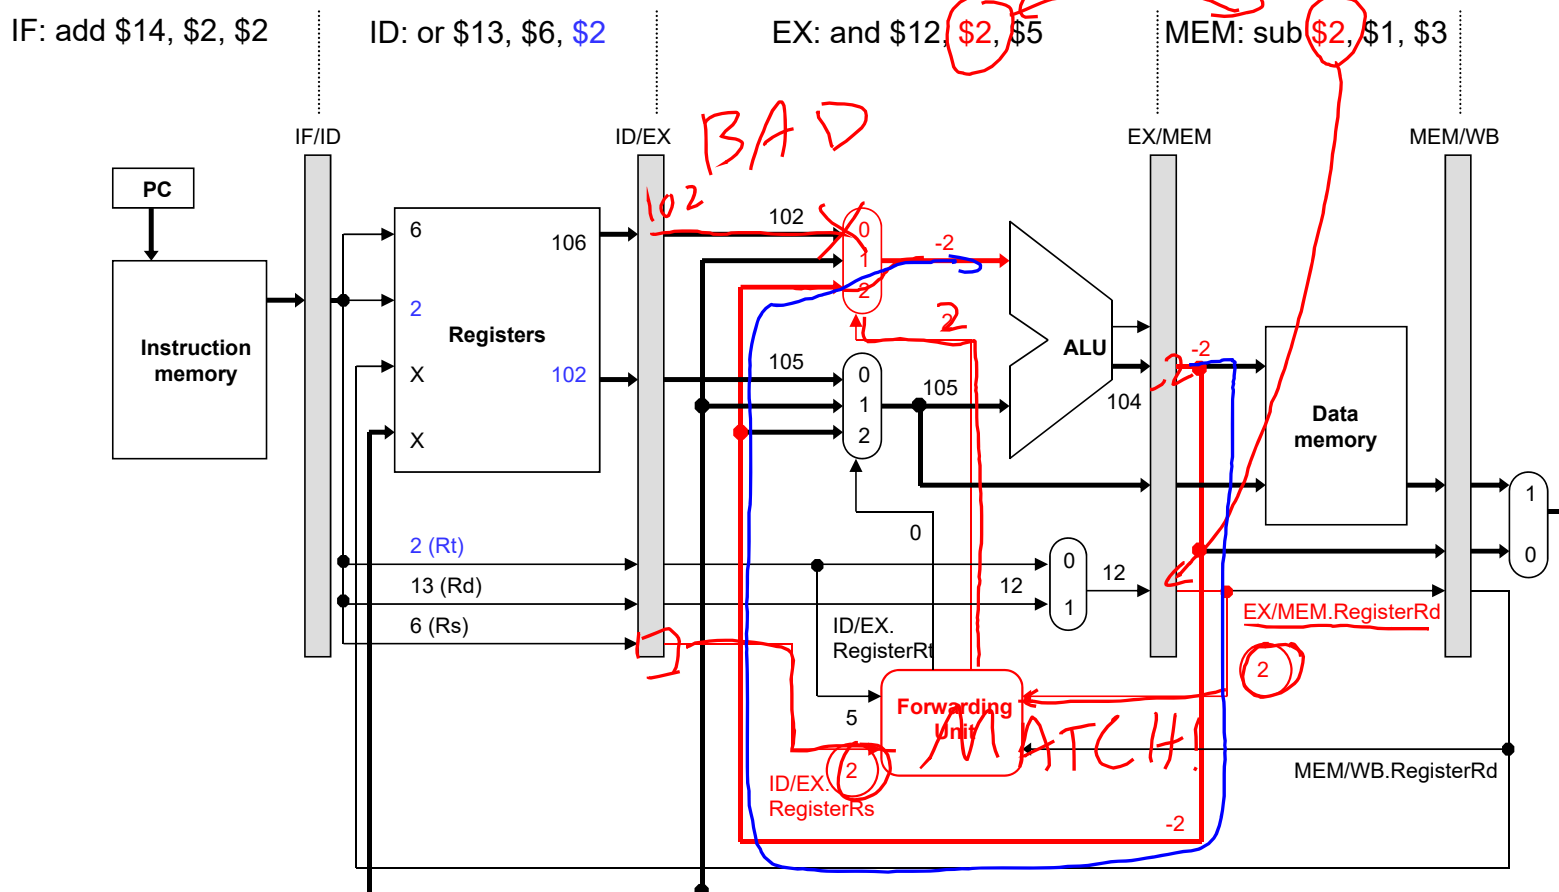 IF: add $14, $2, $2
ID: or $13, $6, $2
EX: and $12, $2, $5
MEM: sub $2, $1, $3
IF/ID
ID/EX
EX/MEM
MEM/WB
BAD
PC
102
6
106
102
0
-2
1
2
2
2
Registers
Instruction
memory
2
ALU
-2
-2
X
102
105
0
1
2
105
104
Data
memory
X
1
0
0
2 (Rt)
13 (Rd)
6 (Rs)
12
0
1
12
ID/EX.
RegisterRt
EX/MEM.RegisterRd
2
5
Forwarding
Unit
MATCH!
2
ID/EX.
RegisterRs
MEM/WB.RegisterRd
-2